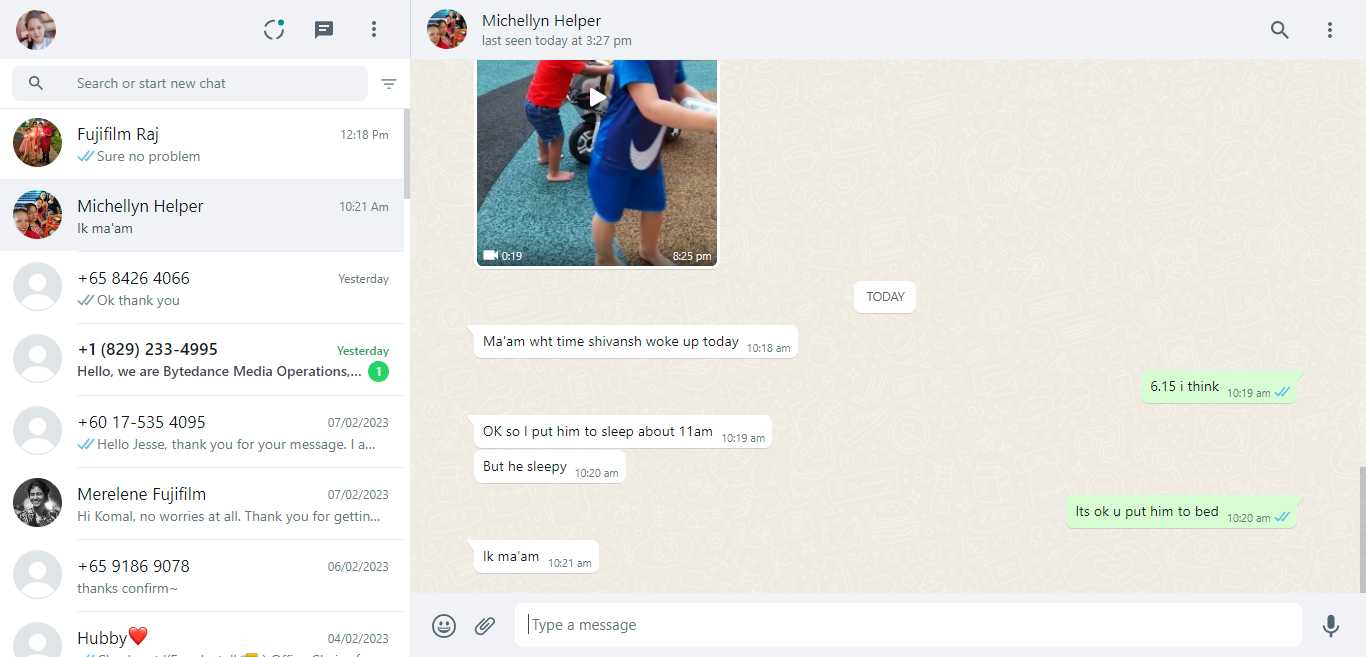 Search or start new chat
Fujifilm Raj
12:18 Pm
Sure no problem
Michellyn Helper
10:21 Am
Ik ma'am
+65 8426 4066
Yesterday
Ok thank you
+1 (829) 233-4995
Yesterday
Hello, we are Bytedance Media Operations,...
1
+60 17-535 4095
07/02/2023
Hello Jesse, thank you for your message. I a...
Merelene Fujifilm
07/02/2023
Hi Komal, no worries at all. Thank you for gettin...
+65 9186 9078
06/02/2023
thanks confirm~
Hubby❤️
04/02/2023
Michellyn Helper
last seen today at 3:27 pm
0:19
8:25 pm
TODAY
Ma'am wht time shivansh woke up today
10:18 am
6.15 i think
10:19 am
OK so I put him to sleep about 11am
10:19 am
But he sleepy
10:20 am
Its ok u put him to bed
10:20 am
Ik ma'am
10:21 am
Type a message